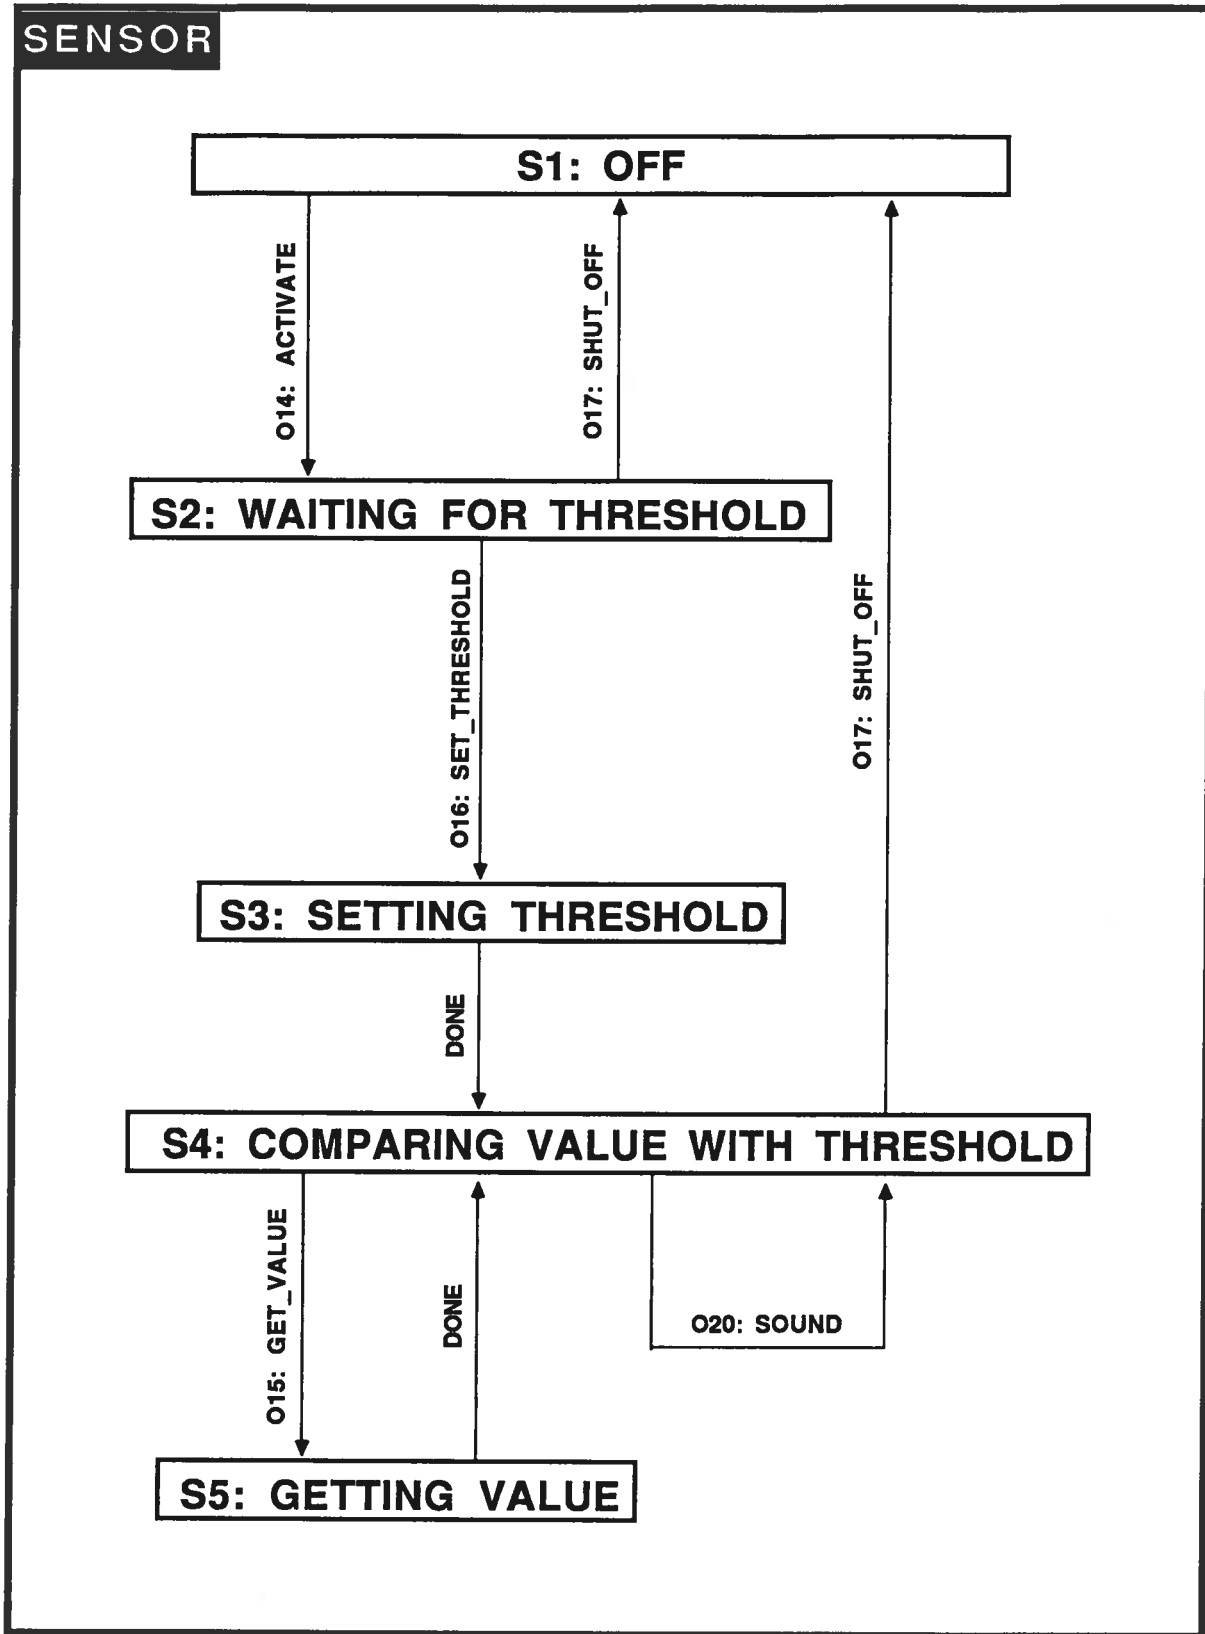 SENSOR
S1: OFF
O14: ACTIVATE
O17: SHUT_OFF
S2: WAITING FOR THRESHOLD
O16: SET_THRESHOLD
O17: SHUT_OFF
S3: SETTING THRESHOLD
DONE
S4: COMPARING VALUE WITH THRESHOLD
O15: GET_VALUE
DONE
O20: SOUND
S5: GETTING VALUE